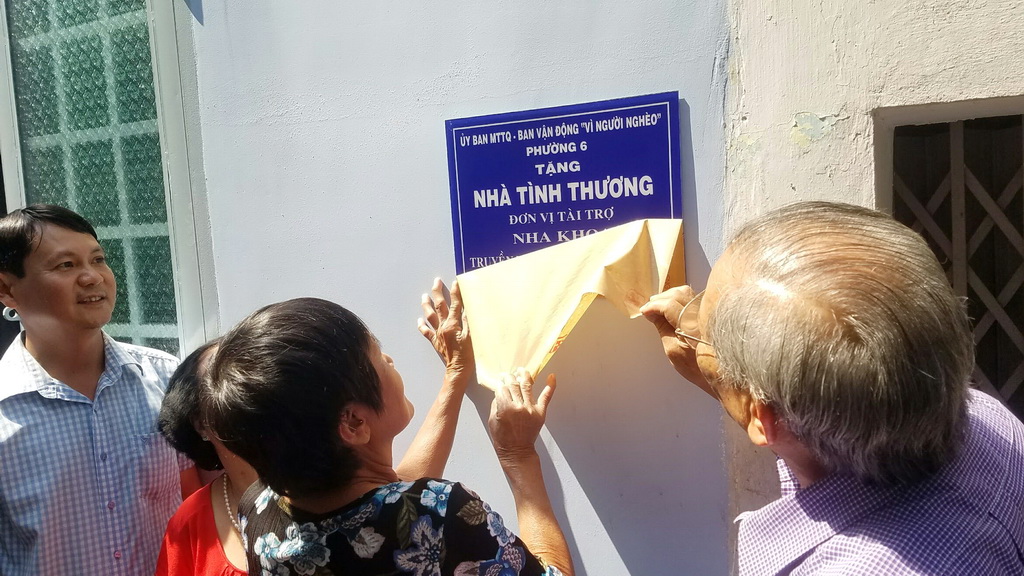 ỦY BAN MTTQ - BAN VẬN ĐỘNG "VÌ NGƯỜI NGHÈO"
PHƯỜNG 6
TẶNG
NHÀ TÌNH THƯƠNG
ĐƠN VỊ TÀI TRỢ
NHA KHOA